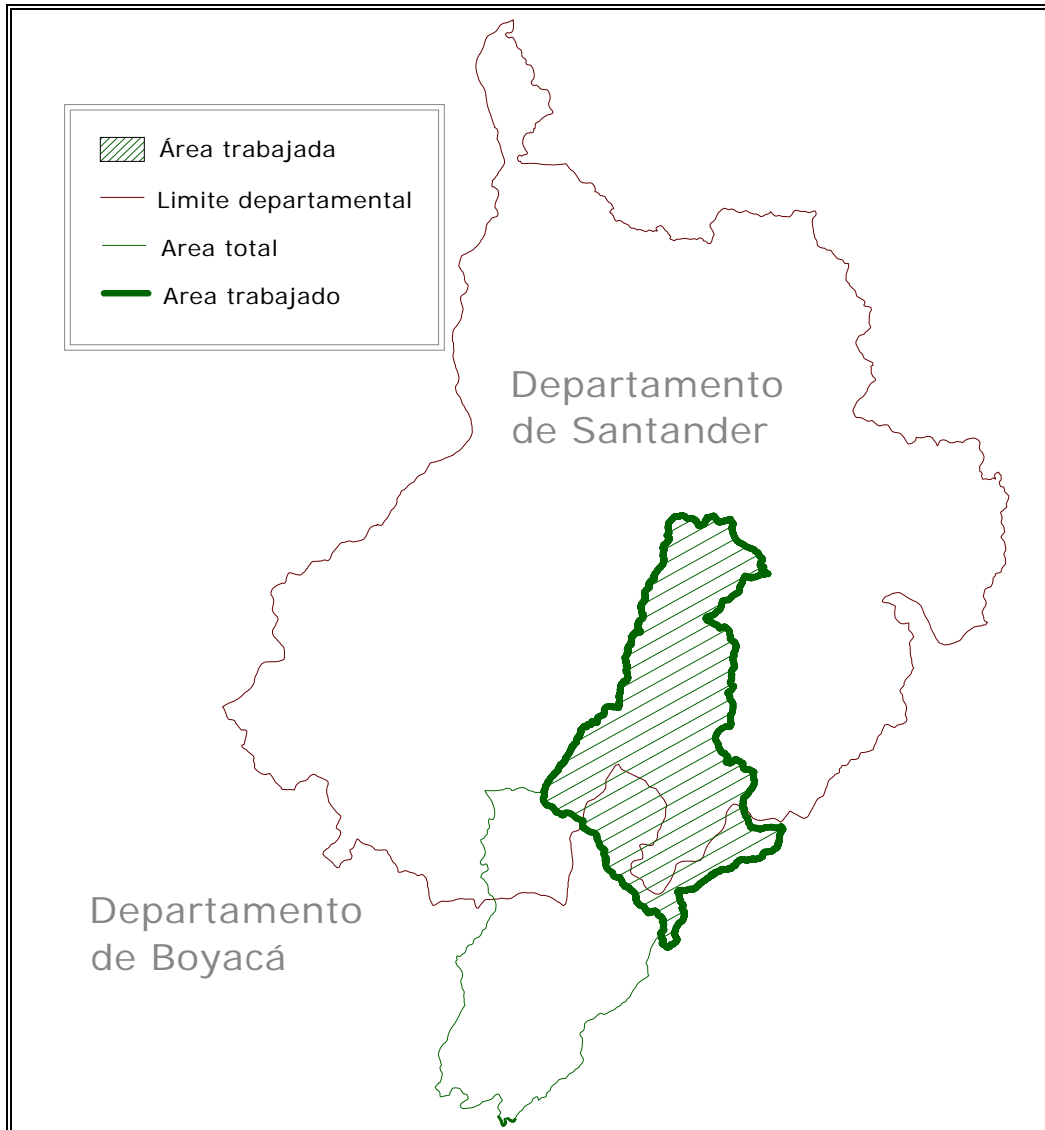 Área trabajada
Limite departamental
Area total
Area trabajado
Departamento
de Santander
Departamento
de Boyacá